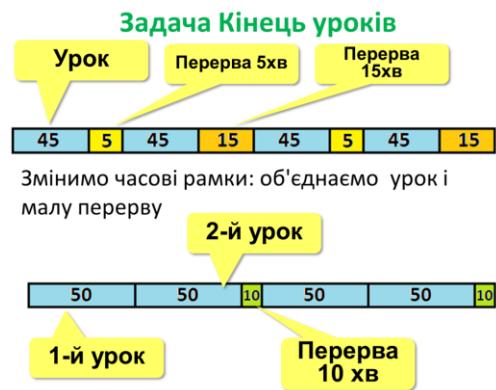 Задача Кінець уроків
Урок
Перерва 5хв
Перерва
15хв
45 5 45 15 45 5 45 15
Змінимо часові рамки: об'єднаємо урок і
малу перерву
2-й урок
50 50 10 50 50 10
1-й урок
Перерва
10 хв